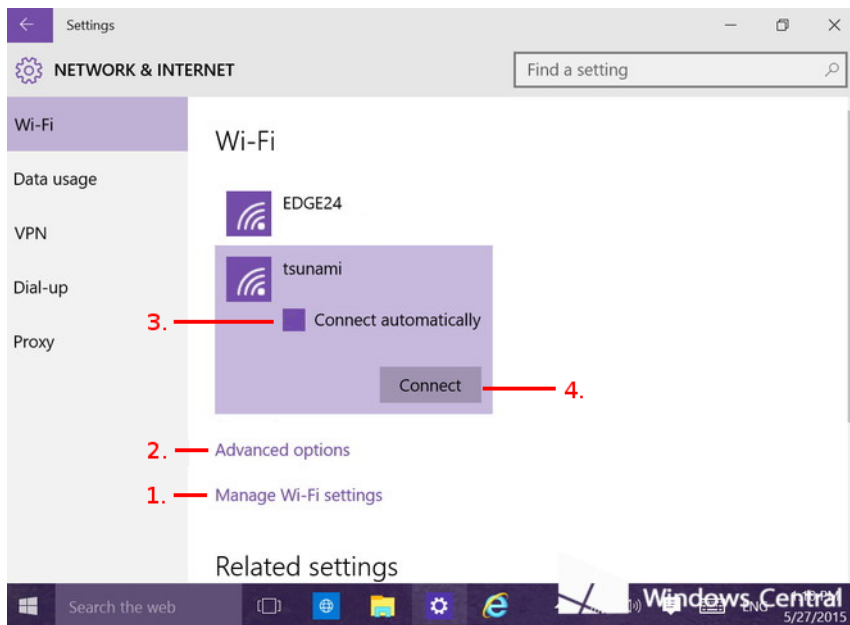 Settings
NETWORK & INTERNET
Find a setting
Wi-Fi
Data usage
VPN
Dial-up
Proxy
Wi-Fi
EDGE24
tsunami
3.
Connect automatically
Connect
4.
2.
Advanced options
1.
Manage Wi-Fi settings
Related settings
Search the web
Windows Central
ENG
PM
5/27/2015